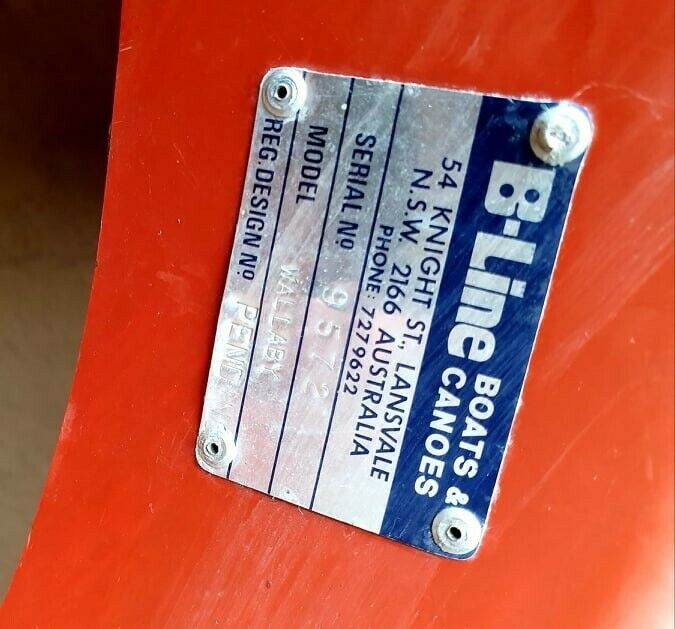 B-Line BOATS & CANOES
54 KNIGHT ST., LANSVALE
N.S.W. 2166 AUSTRALIA
PHONE: 7279622
SERIAL Nº 9572
MODEL WALLABY
REG. DESIGN Nº PEND